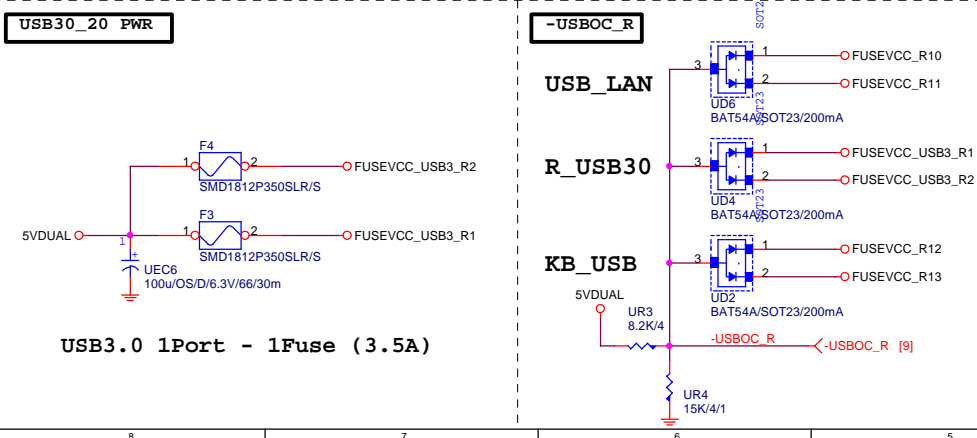 USB30_20 PWR
F4
1
2
FUSEVCC_USB3_R2
SMD1812P350SLR/S
F3
5VDUAL
1
2
FUSEVCC_USB3_R1
SMD1812P350SLR/S
1
+
UEC6
100u/OS/D/6.3V/66/30m
USB3.0 1Port - 1Fuse (3.5A)
-USBOC_R
USB_LAN
3
1
FUSEVCC_R10
2
FUSEVCC_R11
UD6
BAT54A/SOT23/200mA
SOT23
R_USB30
3
1
FUSEVCC_USB3_R1
2
FUSEVCC_USB3_R2
UD4
BAT54A/SOT23/200mA
SOT23
KB_USB
3
1
FUSEVCC_R12
2
FUSEVCC_R13
UD2
BAT54A/SOT23/200mA
5VDUAL
UR3
8.2K/4
-USBOC_R
-USBOC_R [9]
UR4
15K/4/1
8
7
6
5